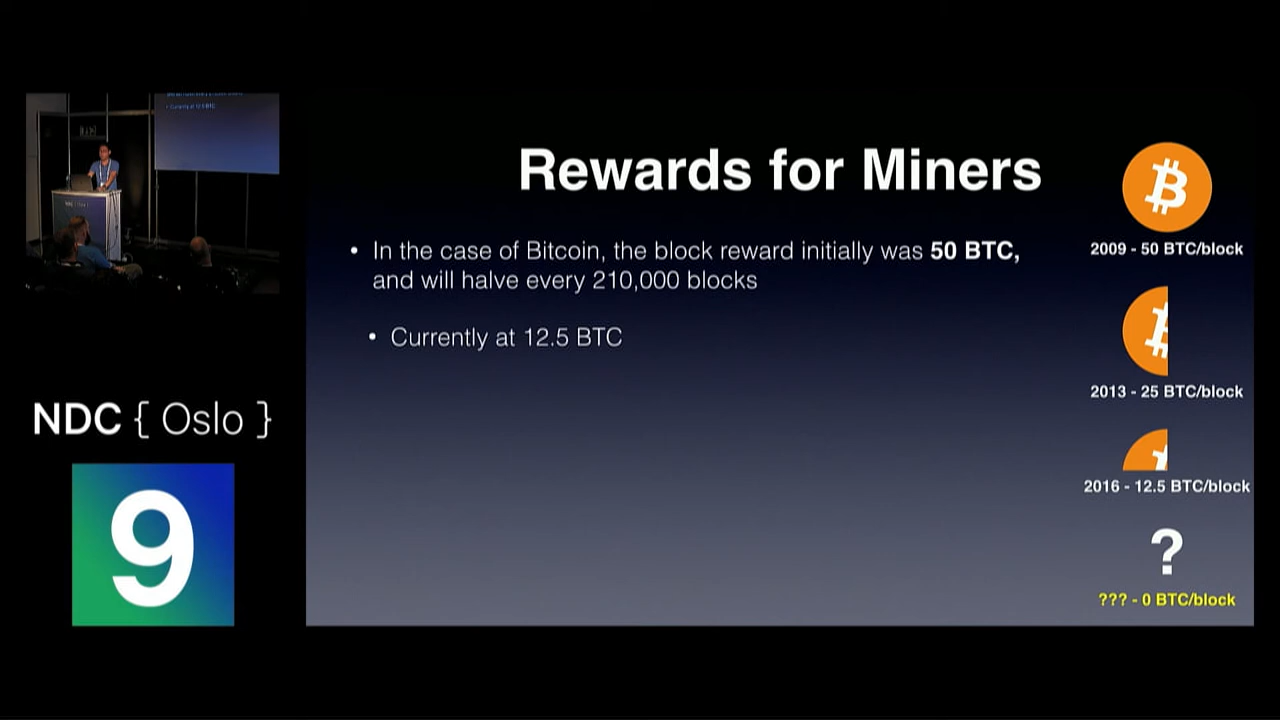 Rewards for Miners
• In the case of Bitcoin, the block reward initially was 50 BTC,
and will halve every 210,000 blocks
• Currently at 12.5 BTC
2009 - 50 BTC/block
2013 - 25 BTC/block
2016 - 12.5 BTC/block
?
??? - 0 BTC/block
NDC { Oslo }
9